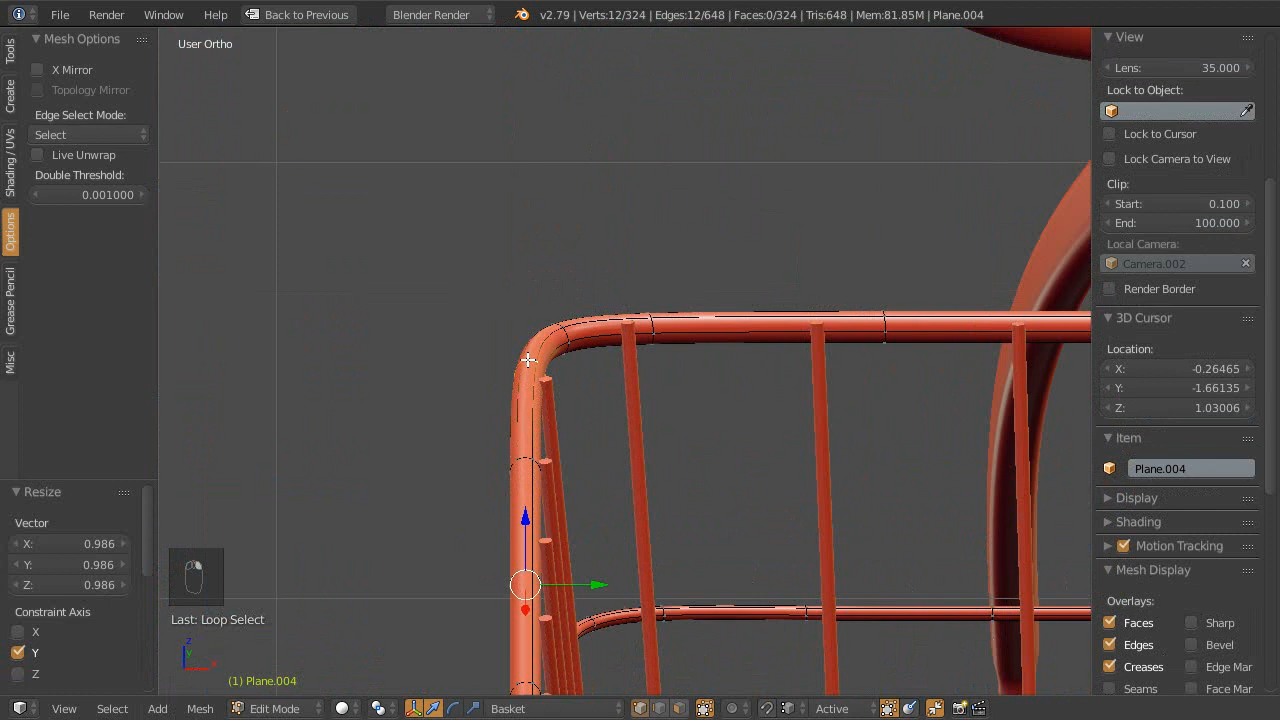 File Render Window Help Back to Previous Blender Render v2.79 | Verts:12/324 | Edges:12/648 | Faces:0/324 | Tris:648 | Mem:81.85M | Plane.004
Tools
Create
Shading / UVs
Options
Grease Pencil
Misc
Mesh Options
X Mirror
Topology Mirror
Edge Select Mode:
Select
Live Unwrap
Double Threshold:
0.001000
Resize
Vector
X: 0.986
Y: 0.986
Z: 0.986
Constraint Axis
X
Y
Z
User Ortho
Last: Loop Select
z
y
x
(1) Plane.004
View
Lens: 35.000
Lock to Object:
Lock to Cursor
Lock Camera to View
Clip:
Start: 0.100
End: 100.000
Local Camera:
Camera.002
Render Border
3D Cursor
Location:
X: -0.26465
Y: -1.66135
Z: 1.03006
Item
Plane.004
Display
Shading
Motion Tracking
Mesh Display
Overlays:
Faces Sharp
Edges Bevel
Creases Edge Mar
Seams Face Mar
View Select Add Mesh Edit Mode Basket Active